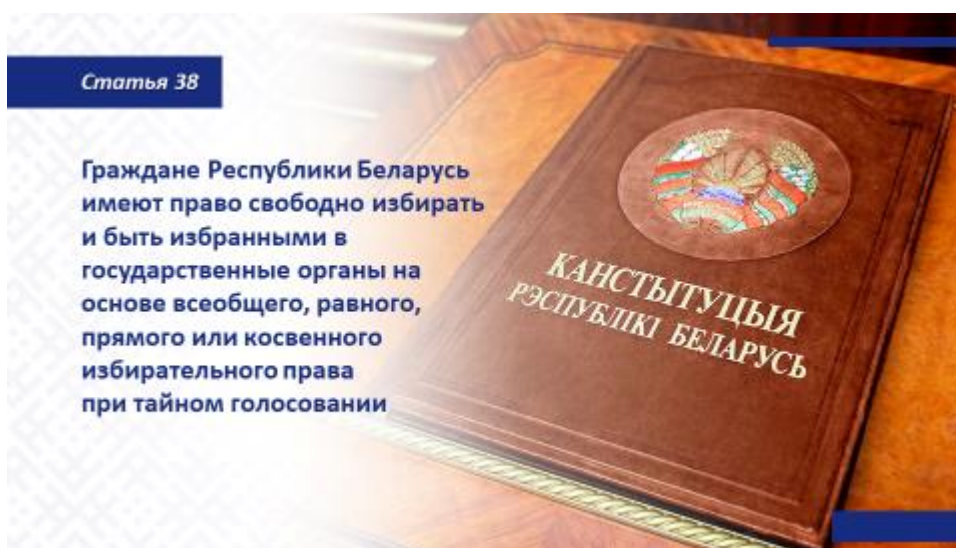 Статья 38
Граждане Республики Беларусь
имеют право свободно избирать
и быть избранными в
государственные органы на
основе всеобщего, равного,
прямого или косвенного
избирательного права
при тайном голосовании
КАНСТЫТУЦЫЯ
РЭСПУБЛІКІ БЕЛАРУСЬ